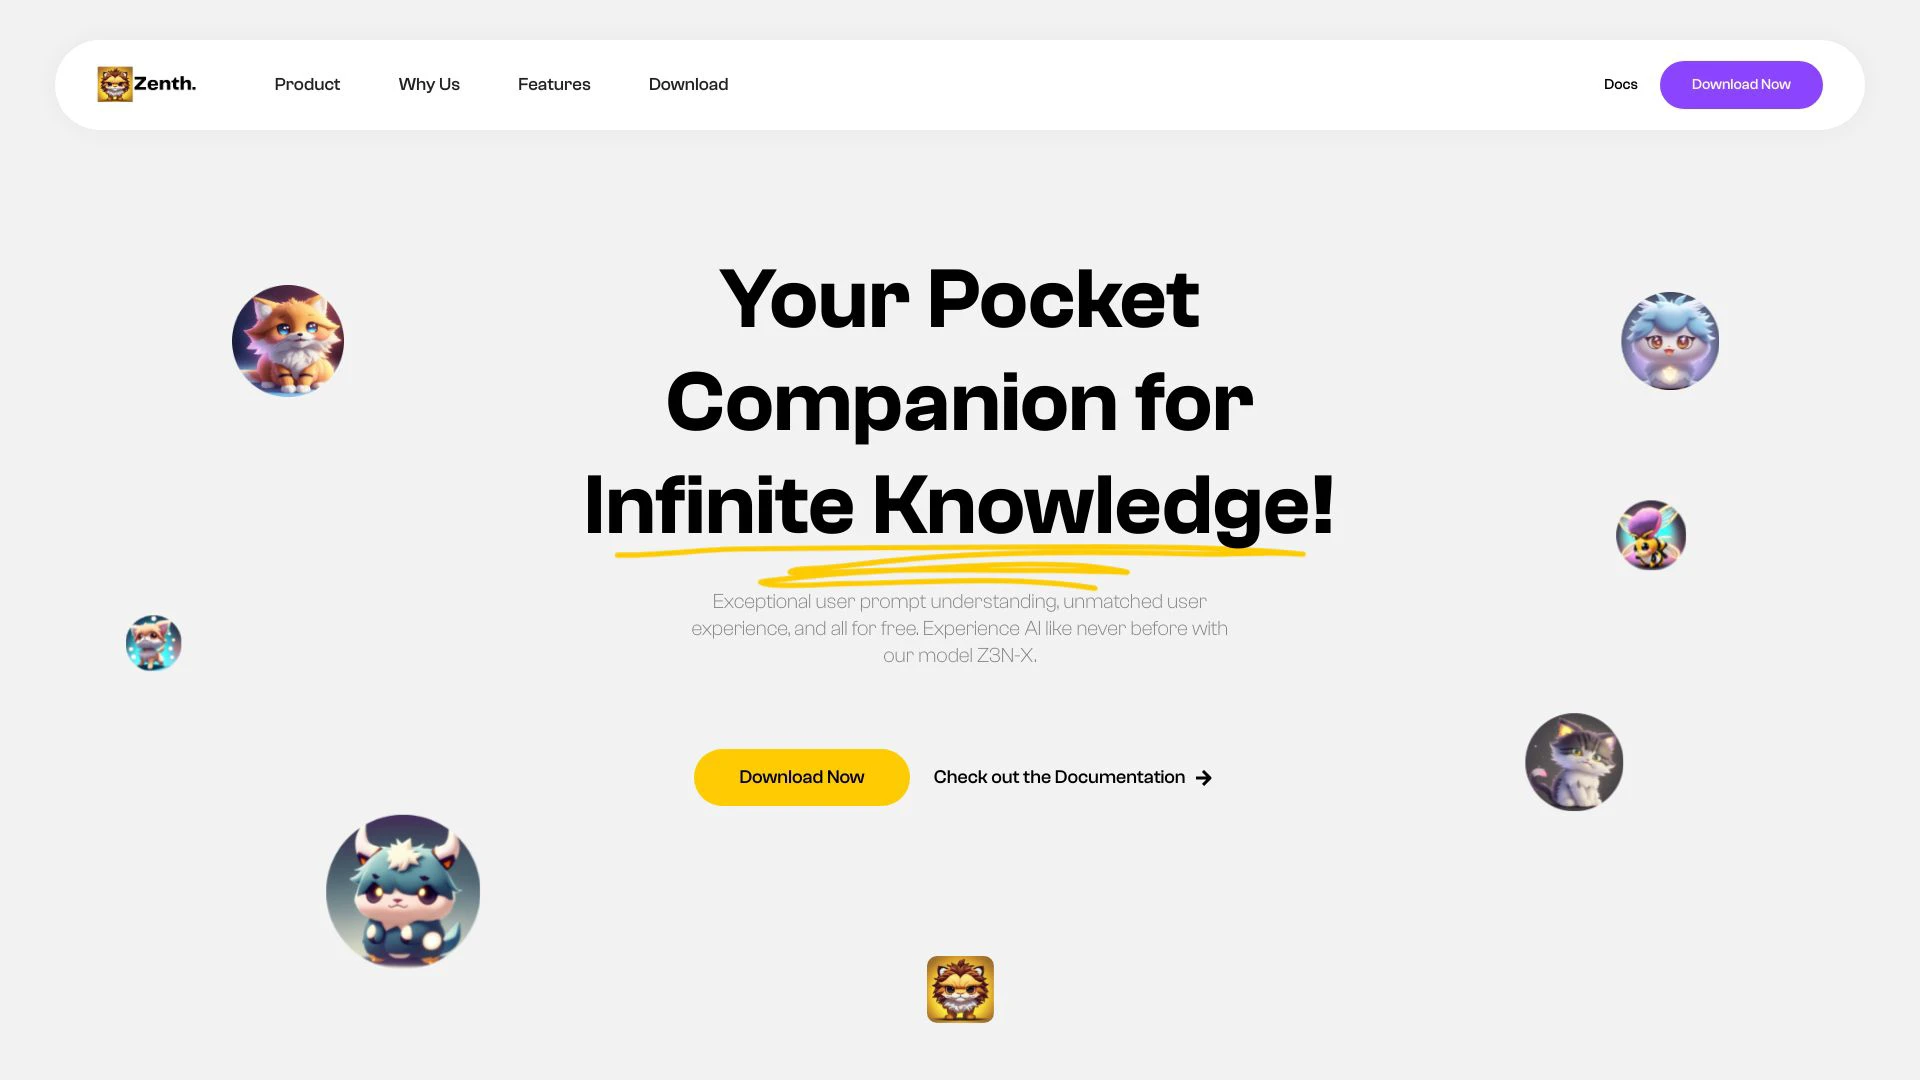 Zenth.
Product
Why Us
Features
Download
Docs
Download Now
Your Pocket
Companion for
Infinite Knowledge!
Exceptional user prompt understanding, unmatched user
experience, and all for free. Experience AI like never before with
our model Z3N-X.
Download Now
Check out the Documentation